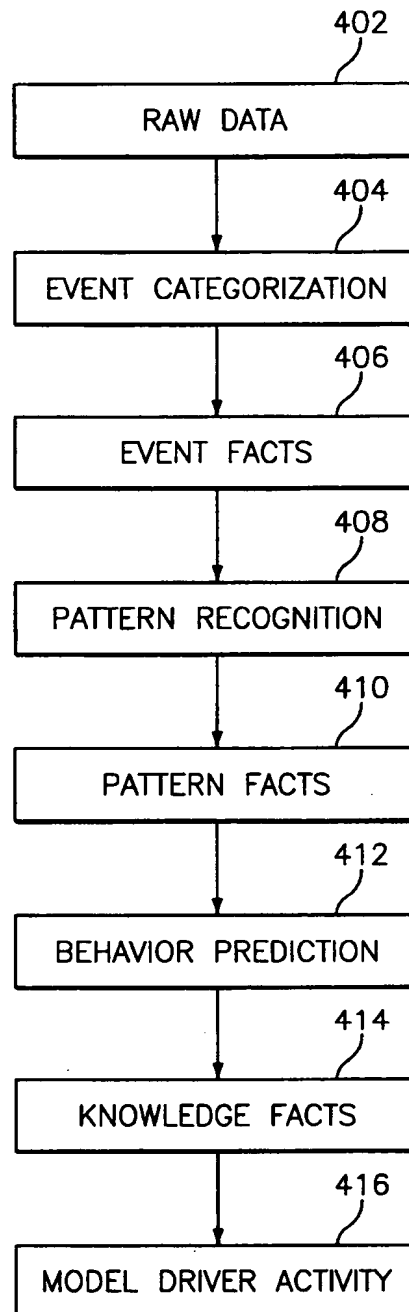 402
RAW DATA
404
EVENT CATEGORIZATION
406
EVENT FACTS
408
PATTERN RECOGNITION
410
PATTERN FACTS
412
BEHAVIOR PREDICTION
414
KNOWLEDGE FACTS
416
MODEL DRIVER ACTIVITY